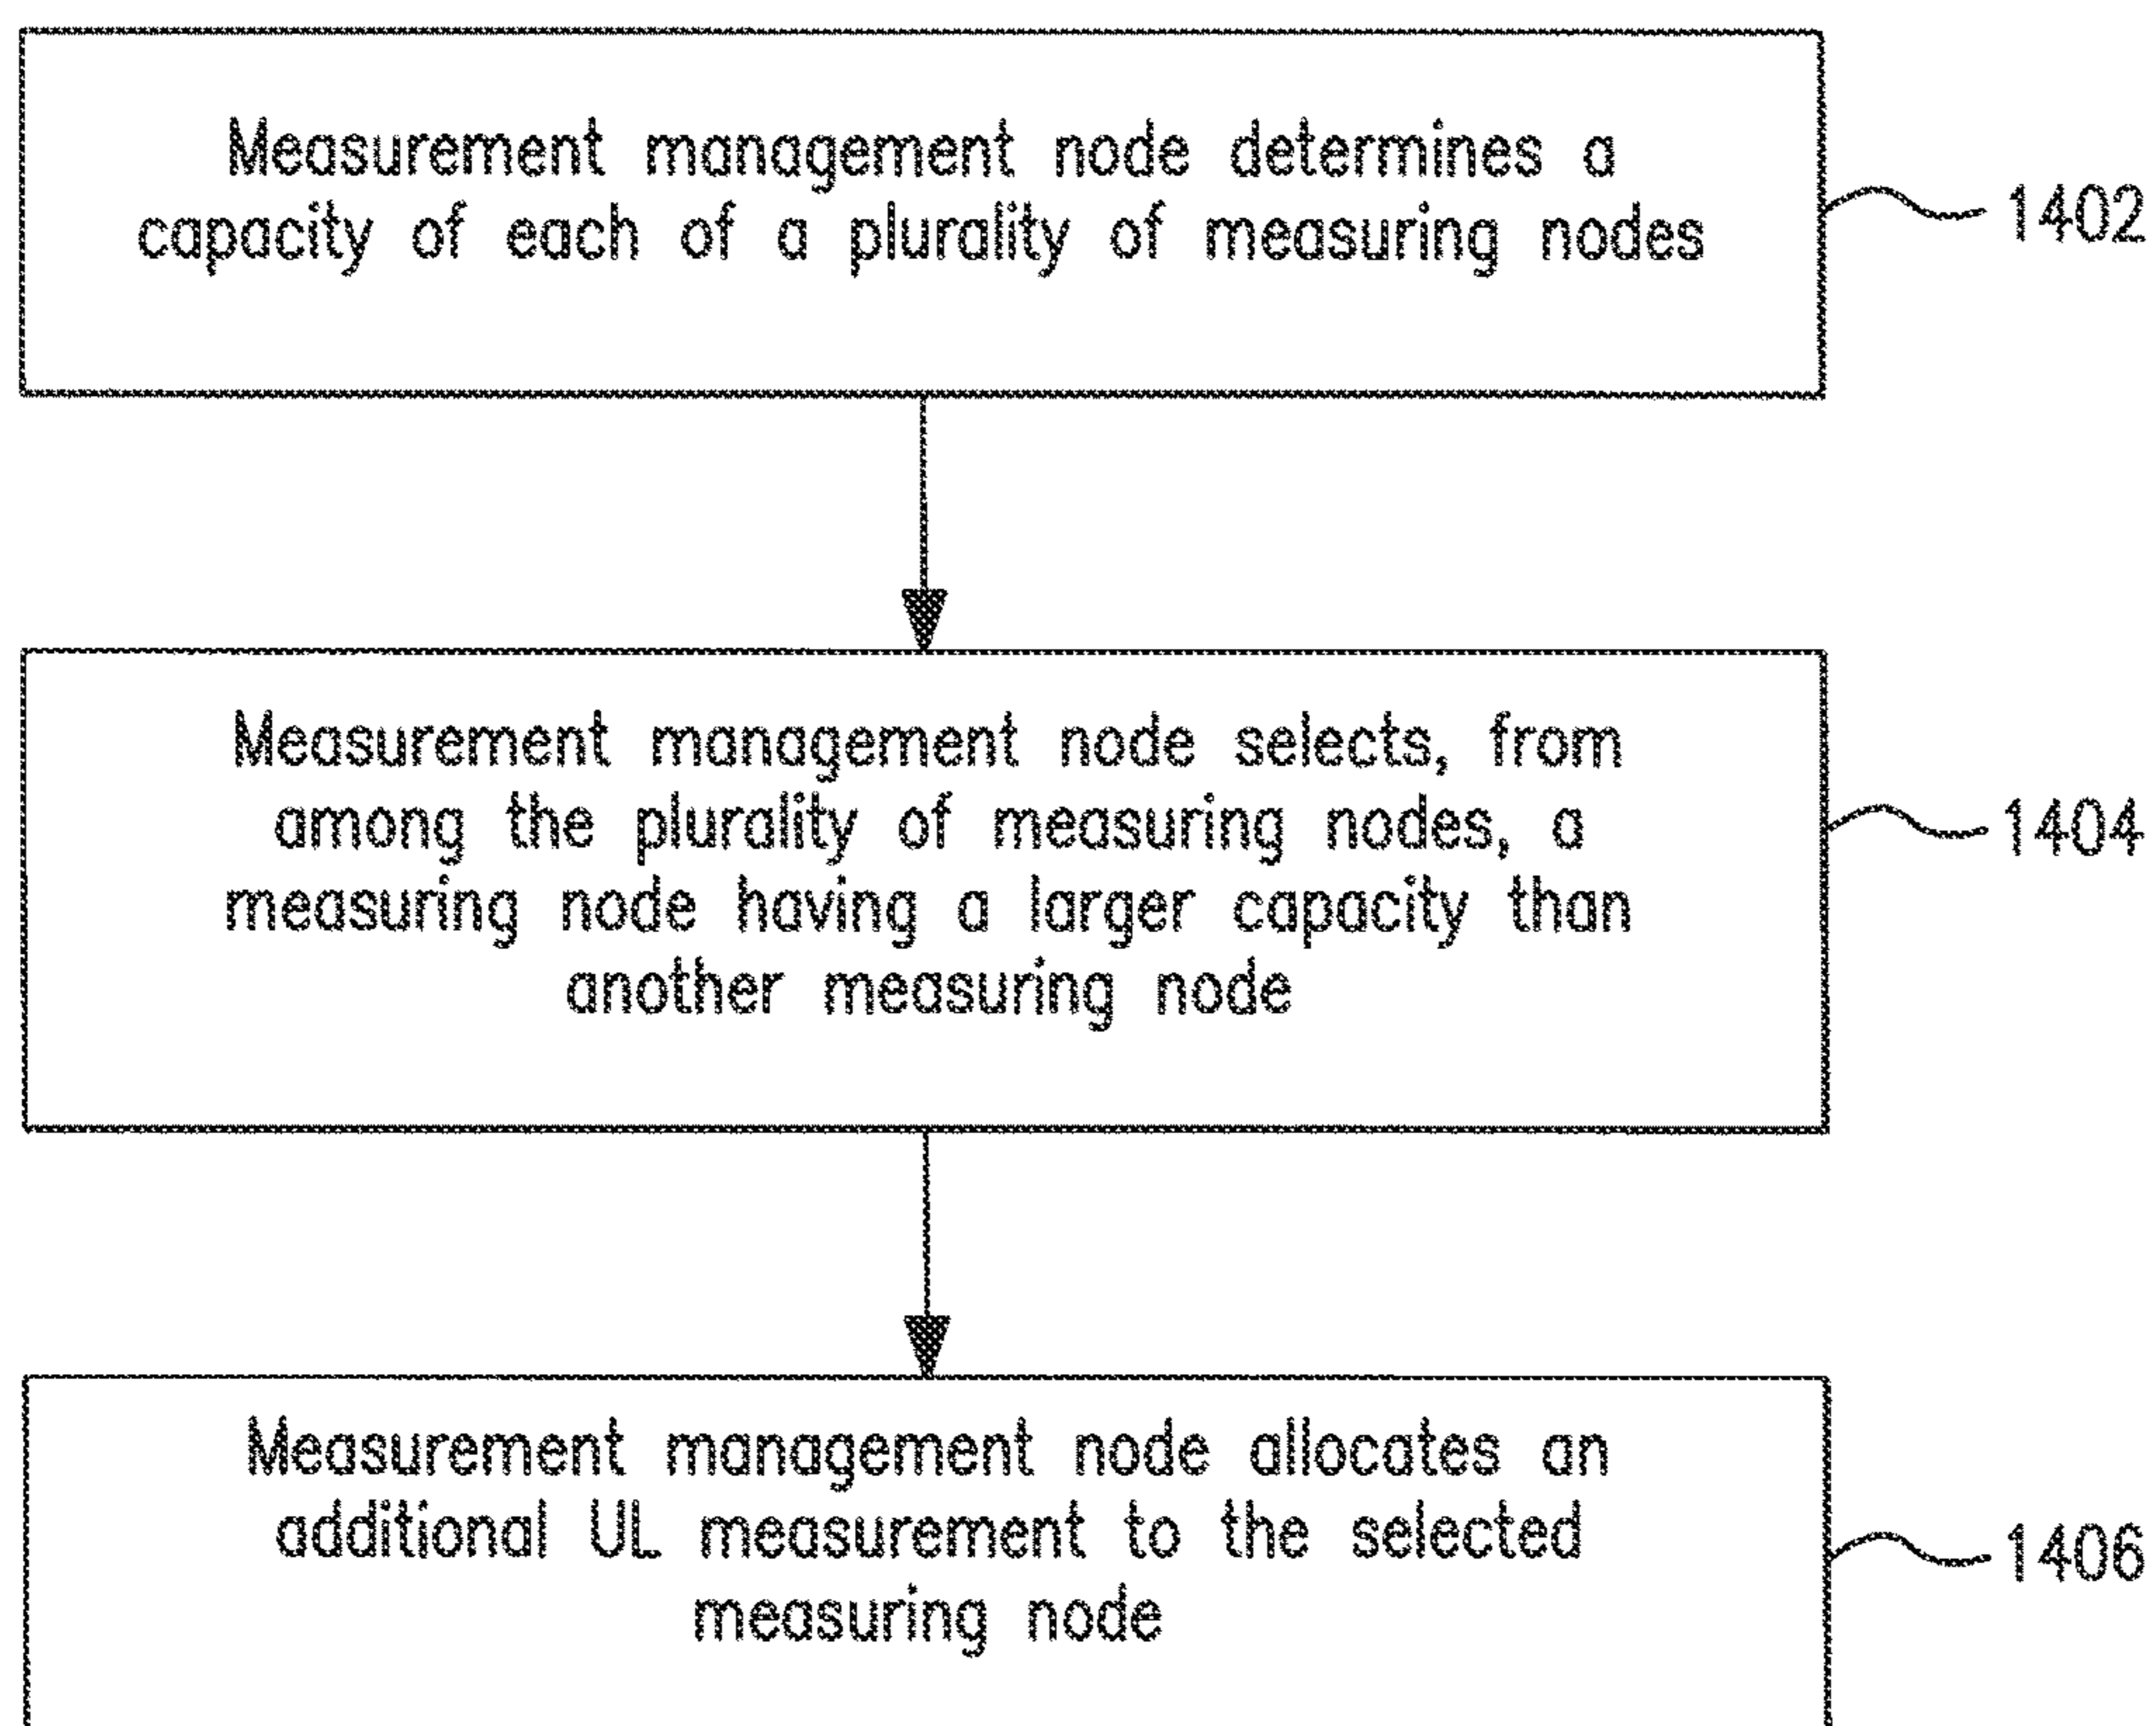 Measurement management node determines a
capacity of each of a plurality of measuring nodes
1402
Measurement management node selects, from
among the plurality of measuring nodes, a
measuring node having a larger capacity than
another measuring node
1404
Measurement management node allocates an
additional UL measurement to the selected
measuring node
1406